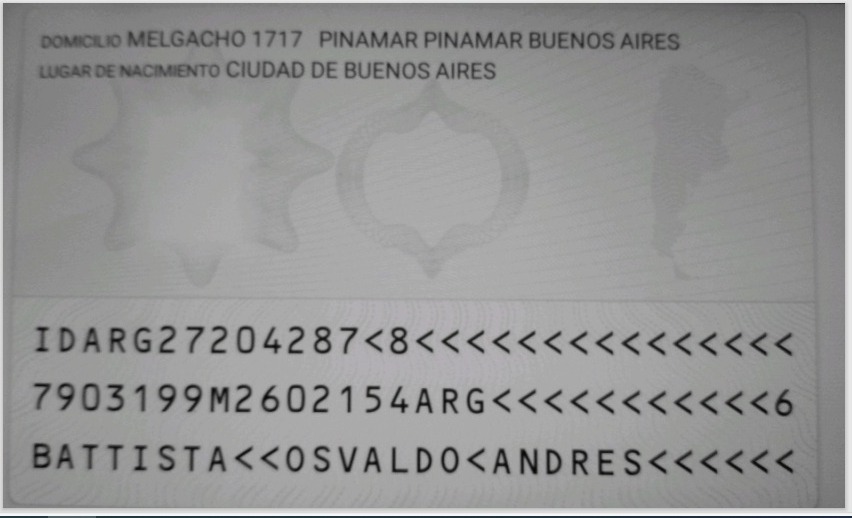 DOMICILIO MELGACHO 1717 PINAMAR PINAMAR BUENOS AIRES
LUGAR DE NACIMIENTO CIUDAD DE BUENOS AIRES
IDARG27204287<8<<<<<<<<<<<<<<<
7903199M2602154ARG<<<<<<<<<<<6
BATTISTA<<OSVALDO<ANDRES<<<<<<